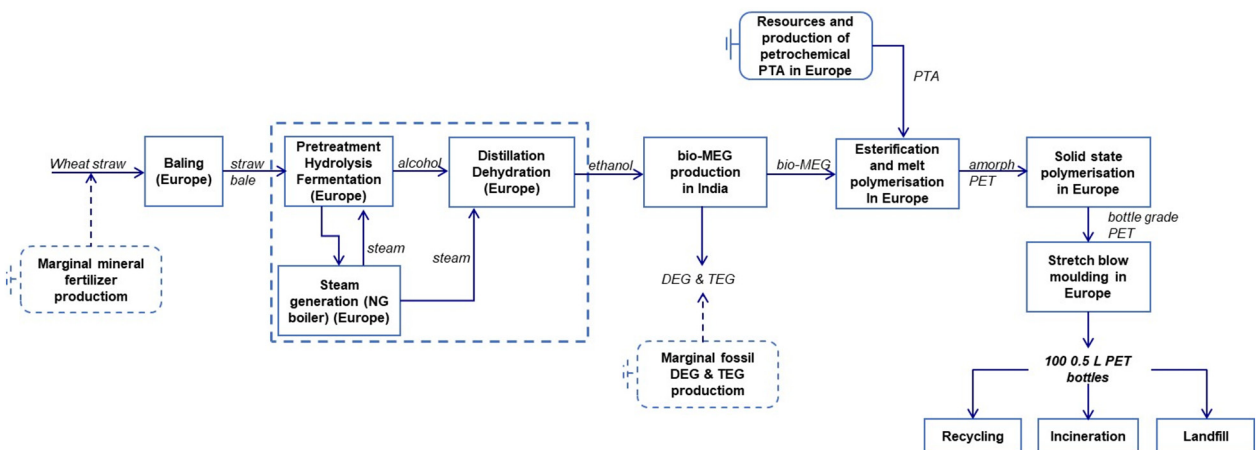 Resources and
production of
petrochemical
PTA in Europe
PTA
Wheat straw
Baling
(Europe)
straw
bale
Pretreatment
Hydrolysis
Fermentation
(Europe)
alcohol
Distillation
Dehydration
(Europe)
ethanol
bio-MEG
production
in India
bio-MEG
Esterification
and melt
polymerisation
In Europe
amorph
PET
Solid state
polymerisation
in Europe
bottle grade
PET
steam
steam
Marginal mineral
fertilizer
productiom
Steam
generation (NG
boiler) (Europe)
DEG & TEG
Marginal fossil
DEG & TEG
productiom
Stretch blow
moulding in
Europe
100 0.5 L PET
bottles
Recycling
Incineration
Landfill